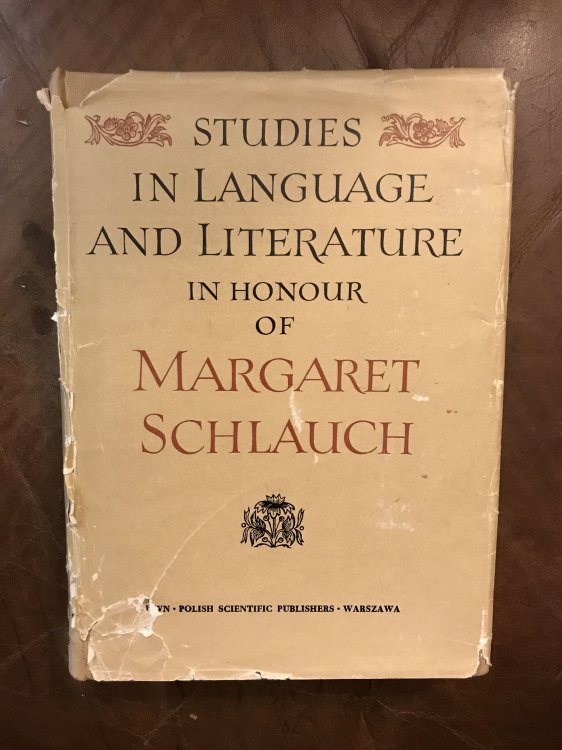 STUDIES
IN LANGUAGE
AND LITERATURE
IN HONOUR
OF
MARGARET
SCHLAUCH
POLISH SCIENTIFIC PUBLISHERS · WARSZAWA